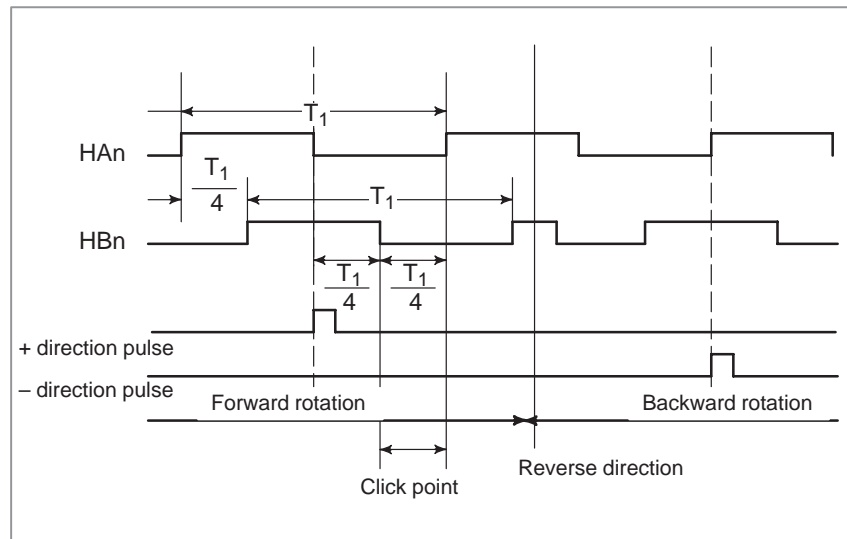 T1
HAn
T1
4
T1
HBn
T1
4
T1
4
+ direction pulse
– direction pulse
Forward rotation
Backward rotation
Reverse direction
Click point